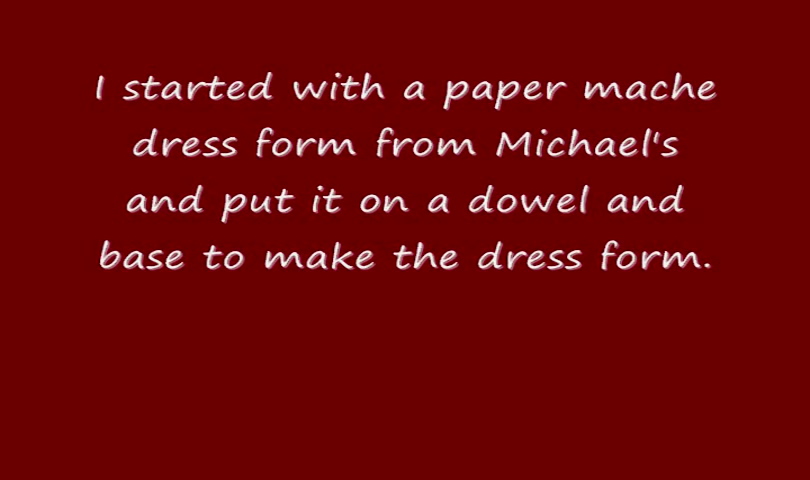 I started with a paper mache
dress form from Michael's
and put it on a dowel and
base to make the dress form.